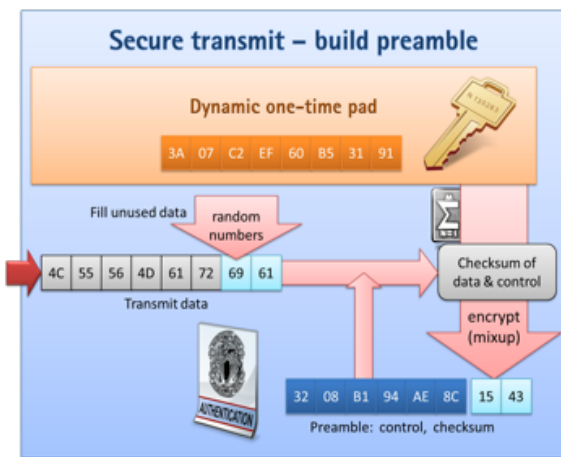 Secure transmit – build preamble
Dynamic one-time pad
3A 07 C2 EF 60 B5 31 91
Fill unused data
random
numbers
4C 55 56 4D 61 72 69 61
Transmit data
Checksum of
data & control
encrypt
(mixup)
AUTHENTICATION
32 08 B1 94 AE 8C 15 43
Preamble: control, checksum